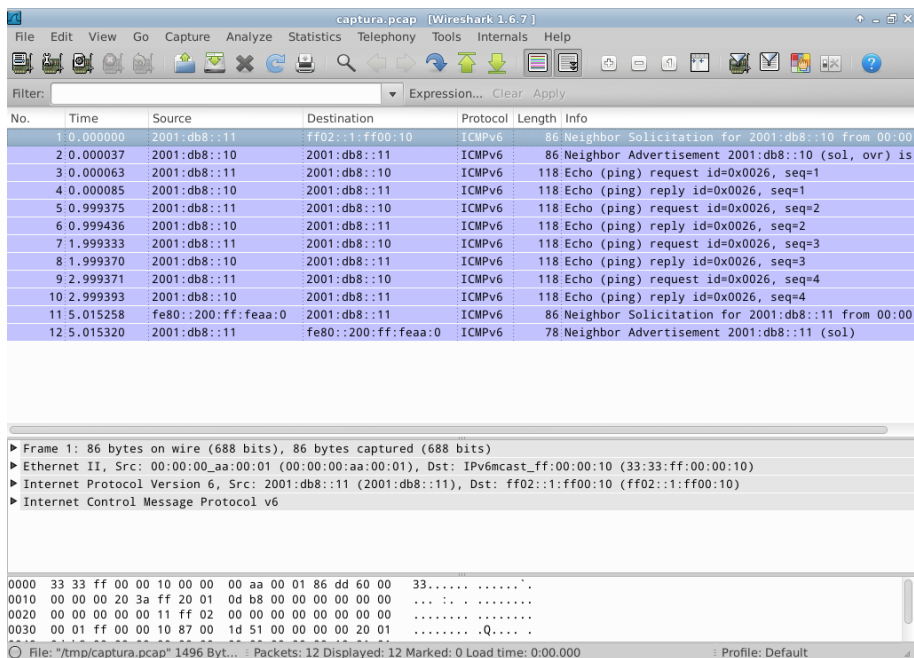 captura.pcap [Wireshark 1.6.7 ]
File Edit View Go Capture Analyze Statistics Telephony Tools Internals Help
Filter: Expression... Clear Apply
No. Time Source Destination Protocol Length Info
1 0.000000 2001:db8::11 ff02::1:ff00:10 ICMPv6 86 Neighbor Solicitation for 2001:db8::10 from 00:00
2 0.000037 2001:db8::10 2001:db8::11 ICMPv6 86 Neighbor Advertisement 2001:db8::10 (sol, ovr) is
3 0.000063 2001:db8::11 2001:db8::10 ICMPv6 118 Echo (ping) request id=0x0026, seq=1
4 0.000085 2001:db8::10 2001:db8::11 ICMPv6 118 Echo (ping) reply id=0x0026, seq=1
5 0.999375 2001:db8::11 2001:db8::10 ICMPv6 118 Echo (ping) request id=0x0026, seq=2
6 0.999436 2001:db8::10 2001:db8::11 ICMPv6 118 Echo (ping) reply id=0x0026, seq=2
7 1.999333 2001:db8::11 2001:db8::10 ICMPv6 118 Echo (ping) request id=0x0026, seq=3
8 1.999370 2001:db8::10 2001:db8::11 ICMPv6 118 Echo (ping) reply id=0x0026, seq=3
9 2.999371 2001:db8::11 2001:db8::10 ICMPv6 118 Echo (ping) request id=0x0026, seq=4
10 2.999393 2001:db8::10 2001:db8::11 ICMPv6 118 Echo (ping) reply id=0x0026, seq=4
11 5.015258 fe80::200:ff:feaa:0 2001:db8::11 ICMPv6 86 Neighbor Solicitation for 2001:db8::11 from 00:00
12 5.015320 2001:db8::11 fe80::200:ff:feaa:0 ICMPv6 78 Neighbor Advertisement 2001:db8::11 (sol)
Frame 1: 86 bytes on wire (688 bits), 86 bytes captured (688 bits)
Ethernet II, Src: 00:00:00_aa:00:01 (00:00:00:aa:00:01), Dst: IPv6mcast_ff:00:00:10 (33:33:ff:00:00:10)
Internet Protocol Version 6, Src: 2001:db8::11 (2001:db8::11), Dst: ff02::1:ff00:10 (ff02::1:ff00:10)
Internet Control Message Protocol v6
0000 33 33 ff 00 00 10 00 00 00 aa 00 01 86 dd 60 00 33...... ......`.
0010 00 00 00 20 3a ff 20 01 0d b8 00 00 00 00 00 00 ... :. . ........
0020 00 00 00 00 00 11 ff 02 00 00 00 00 00 00 00 00 ........ ........
0030 00 01 ff 00 00 10 87 00 1d 51 00 00 00 00 20 01 ........ .Q.... .
File: "/tmp/captura.pcap" 1496 Byt... Packets: 12 Displayed: 12 Marked: 0 Load time: 0:00.000 Profile: Default